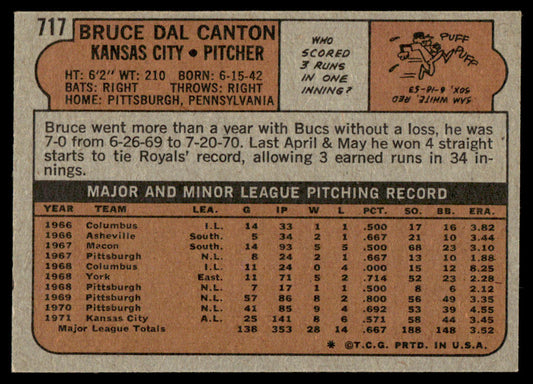 717
BRUCE DAL CANTON
KANSAS CITY • PITCHER
HT: 6'2" WT: 210 BORN: 6-15-42
BATS: RIGHT THROWS: RIGHT
HOME: PITTSBURGH, PENNSYLVANIA
WHO
SCORED
3 RUNS
IN ONE
INNING?
PUFF
PUFF
SAM WHITE, RED
SOX, 6-18-53
Bruce went more than a year with Bucs without a loss, he was
7-0 from 6-26-69 to 7-20-70. Last April & May he won 4 straight
starts to tie Royals' record, allowing 3 earned runs in 34 in-
nings.
MAJOR AND MINOR LEAGUE PITCHING RECORD
YEAR TEAM LEA. G IP W L PCT. SO. BB. ERA.
1966 Columbus I.L. 14 33 1 1 .500 17 16 3.82
1966 Asheville South. 5 34 2 1 .667 21 10 3.44
1967 Macon South. 14 93 5 5 .500 68 23 3.10
1967 Pittsburgh N.L. 8 24 2 1 .667 13 10 1.88
1968 Columbus I.L. 11 24 0 4 .000 15 12 8.25
1968 York East. 11 71 5 2 .714 52 23 2.28
1968 Pittsburgh N.L. 7 17 1 1 .500 8 6 2.12
1969 Pittsburgh N.L. 57 86 8 2 .800 56 49 3.35
1970 Pittsburgh N.L. 41 85 9 4 .692 53 39 4.55
1971 Kansas City A.L. 25 141 8 6 .571 58 44 3.45
Major League Totals 138 353 28 14 .667 188 148 3.52
* ©T.C.G. PRTD. IN U.S.A.